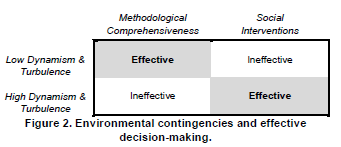 Methodological Social
Comprehensiveness Interventions
Low Dynamism & Effective Ineffective
Turbulence
High Dynamism & Ineffective Effective
Turbulence
Figure 2. Environmental contingencies and effective
decision-making.